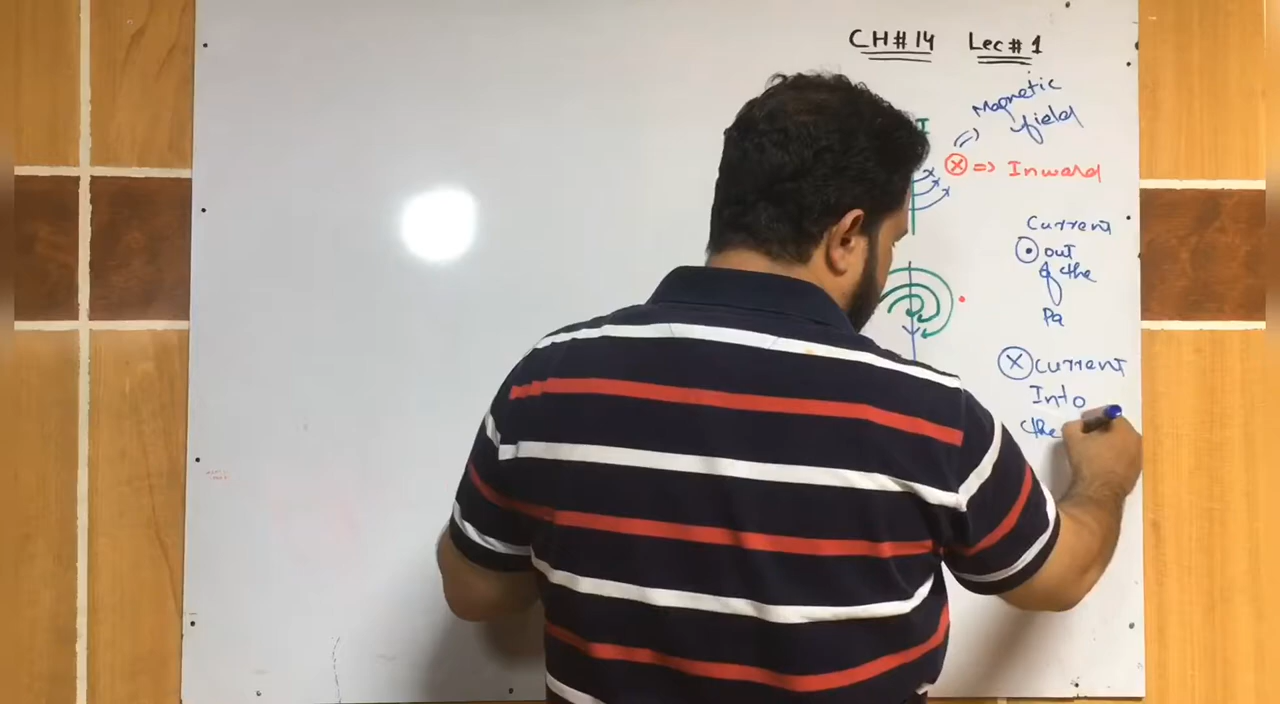 CH#14 Lec#1
Magnetic
field
I
⊗ => Inward
Current
⊙ out
of the
Pa
⊗ current
Into
the